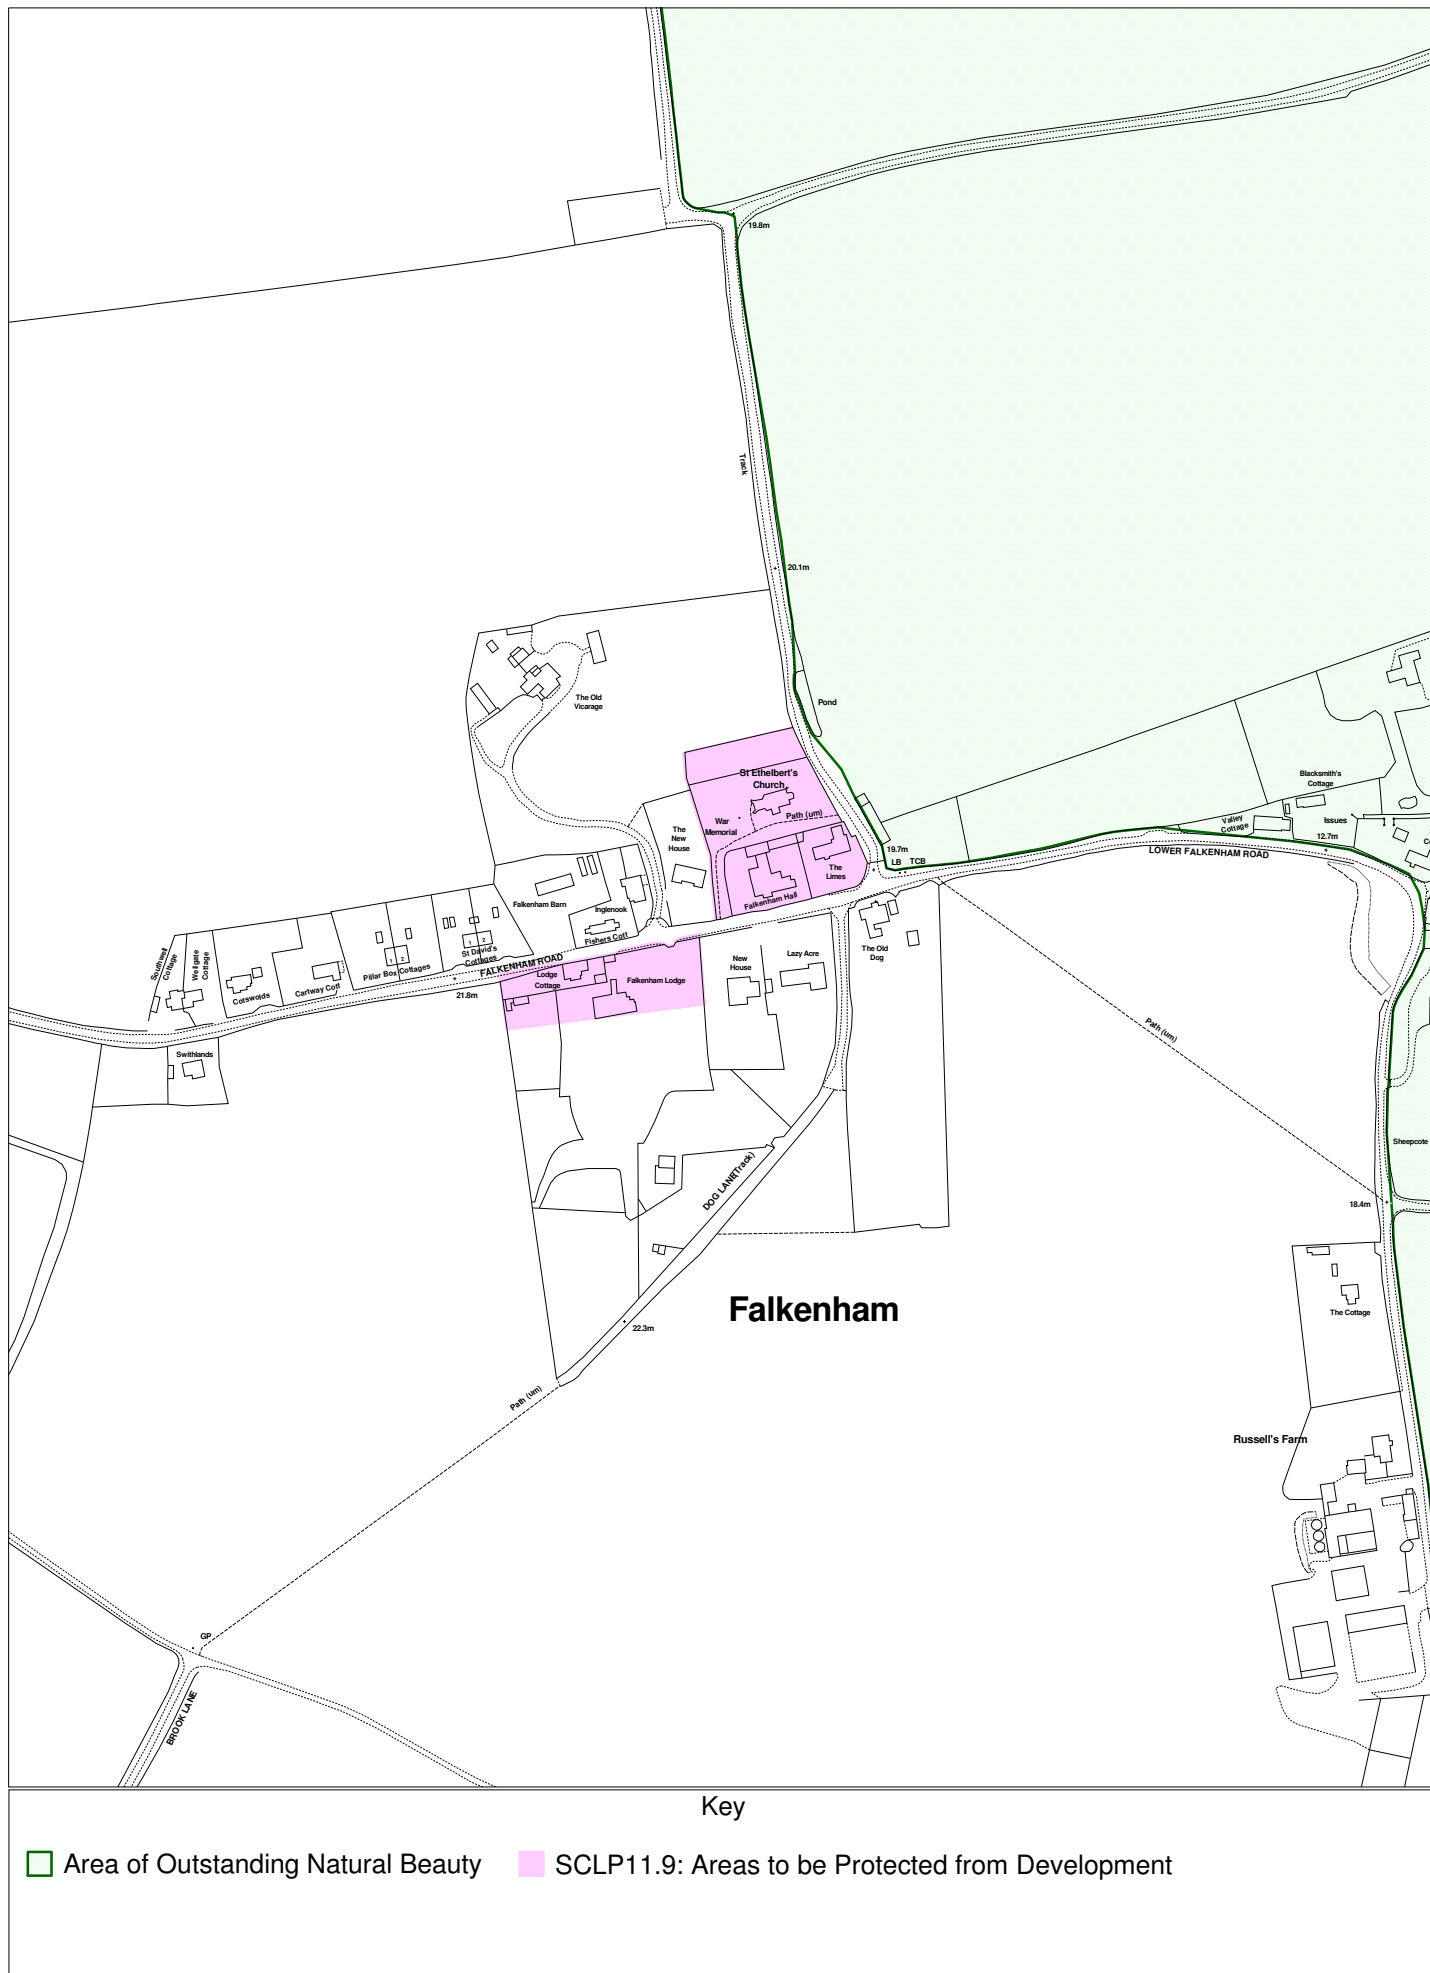 19.8m
Track
20.1m
The Old
Vicarage
Pond
St Ethelbert's
Church
War
Memorial
Path (um)
The
New
House
The
Limes
Falkenham Hall
19.7m
LB TCB
Blacksmith's
Cottage
Valley
Cottage
Issues
12.7m
LOWER FALKENHAM ROAD
Falkenham Barn
Inglenook
Fishers Cott
Southwell
Cottage
Wellgate
Cottage
Cotswolds
Cartway Cott
1 2
Pillar Box Cottages
1 2
St David's
Cottages
FALKENHAM ROAD
21.8m
Lodge
Cottage
Falkenham Lodge
New
House
Lazy Acre
The Old
Dog
Swithlands
Path (um)
Sheepcote
18.4m
DOG LANE(Track)
Falkenham
22.3m
The Cottage
Path (um)
Russell's Farm
GP
BROOK LANE
Key
Area of Outstanding Natural Beauty
SCLP11.9: Areas to be Protected from Development